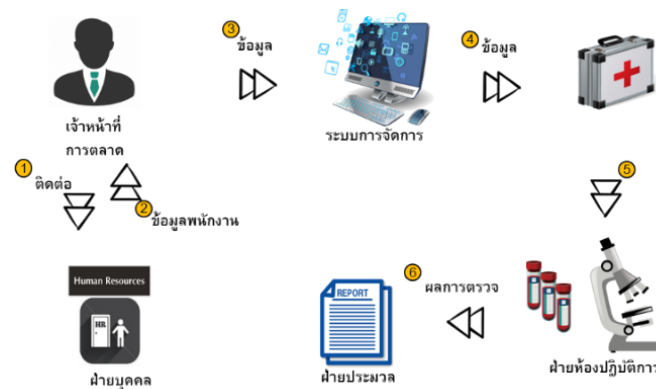 3
ข้อมูล
4
ข้อมูล
เจ้าหน้าที่
การตลาด
ระบบการจัดการ
1
ติดต่อ
2
ข้อมูลพนักงาน
5
Human Resources
HR
ฝ่ายบุคคล
REPORT
ฝ่ายประมวล
6
ผลการตรวจ
ฝ่ายห้องปฏิบัติการ